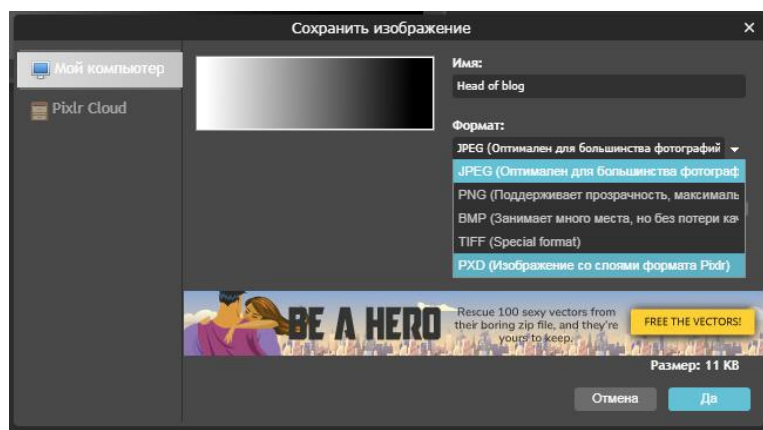 Сохранить изображение
Мой компьютер
Pixlr Cloud
Имя:
Head of blog
Формат:
JPEG (Оптимален для большинства фотографий
JPEG (Оптимален для большинства фотограф
PNG (Поддерживает прозрачность, максималь
BMP (Занимает много места, но без потери кач
TIFF (Special format)
PXD (Изображение со слоями формата Pixlr)
BE A HERO
Rescue 100 sexy vectors from
their boring zip file, and they're
yours to keep.
FREE THE VECTORS!
Размер: 11 KB
Отмена
Да